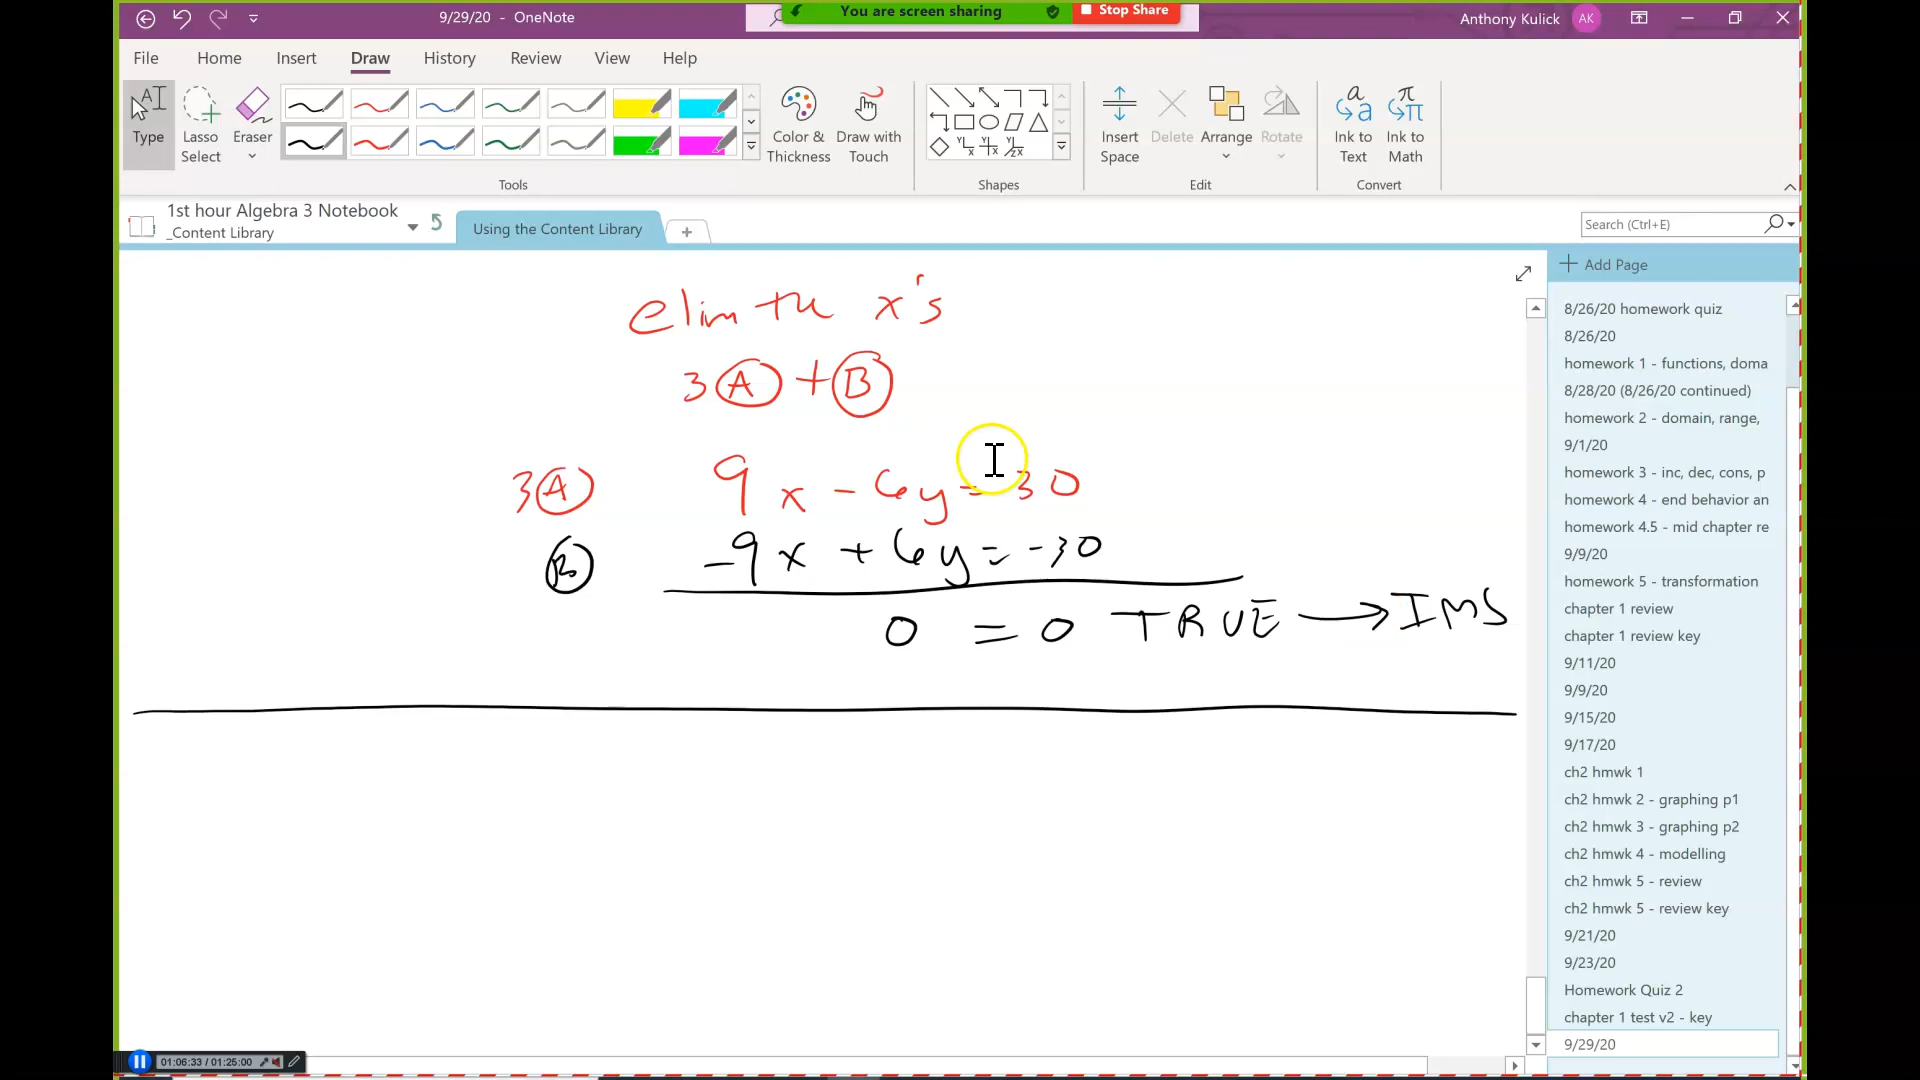 9/29/20 - OneNote
You are screen sharing
Stop Share
Anthony Kulick
AK
File Home Insert Draw History Review View Help
Type
Lasso Select
Eraser
Color & Thickness
Draw with Touch
Insert Space
Delete
Arrange
Rotate
Ink to Text
Ink to Math
Tools
Shapes
Edit
Convert
1st hour Algebra 3 Notebook
_Content Library
Using the Content Library
Search (Ctrl+E)
Add Page
elim the x's
3 A + B
3 A 9x - 6y = 30
B -9x + 6y = -30
0 = 0 TRUE → IMS
8/26/20 homework quiz
8/26/20
homework 1 - functions, doma
8/28/20 (8/26/20 continued)
homework 2 - domain, range,
9/1/20
homework 3 - inc, dec, cons, p
homework 4 - end behavior an
homework 4.5 - mid chapter re
9/9/20
homework 5 - transformation
chapter 1 review
chapter 1 review key
9/11/20
9/9/20
9/15/20
9/17/20
ch2 hmwk 1
ch2 hmwk 2 - graphing p1
ch2 hmwk 3 - graphing p2
ch2 hmwk 4 - modelling
ch2 hmwk 5 - review
ch2 hmwk 5 - review key
9/21/20
9/23/20
Homework Quiz 2
chapter 1 test v2 - key
9/29/20
01:06:33 / 01:25:00